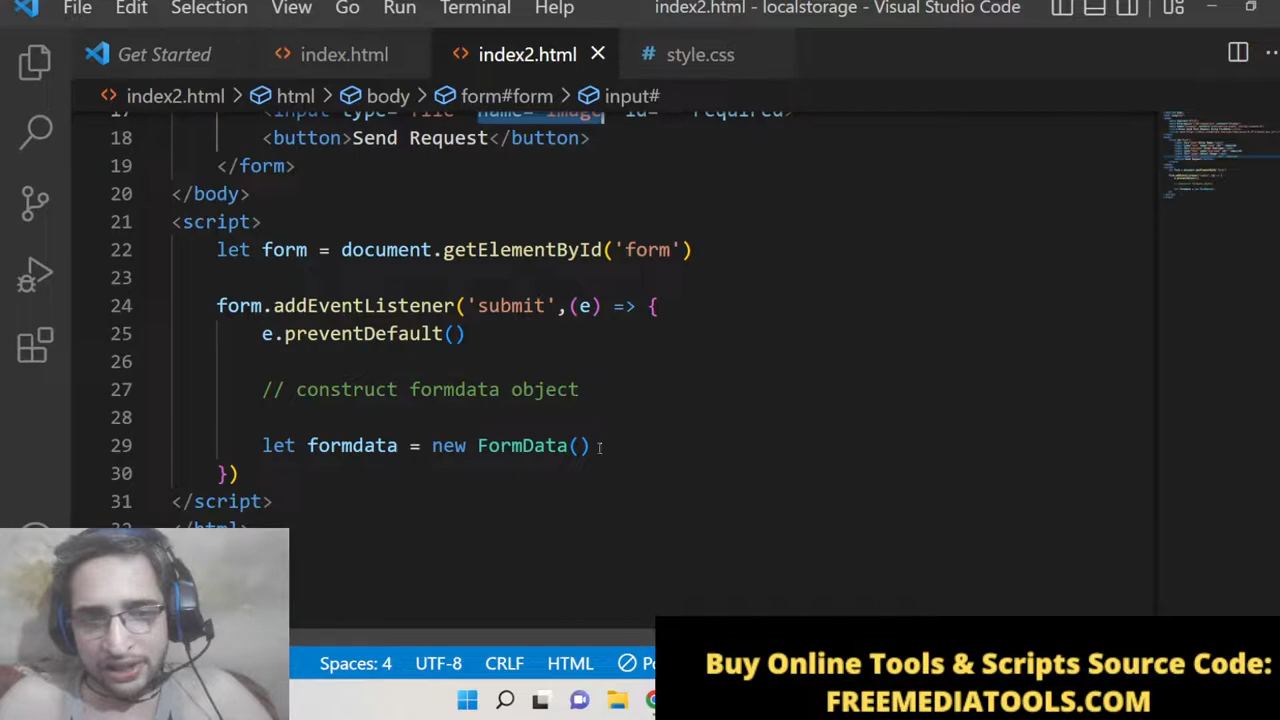 File Edit Selection View Go Run Terminal Help index2.html - localstorage - Visual Studio Code
Get Started index.html index2.html style.css
index2.html > html > body > form#form > input#
17 <input type="file" name="image" id="" required>
18 <button>Send Request</button>
19 </form>
20 </body>
21 <script>
22 let form = document.getElementById('form')
23
24 form.addEventListener('submit',(e) => {
25 e.preventDefault()
26
27 // construct formdata object
28
29 let formdata = new FormData()
30 })
31 </script>
32 </html>
Spaces: 4 UTF-8 CRLF HTML
Buy Online Tools & Scripts Source Code:
FREEMEDIATOOLS.COM